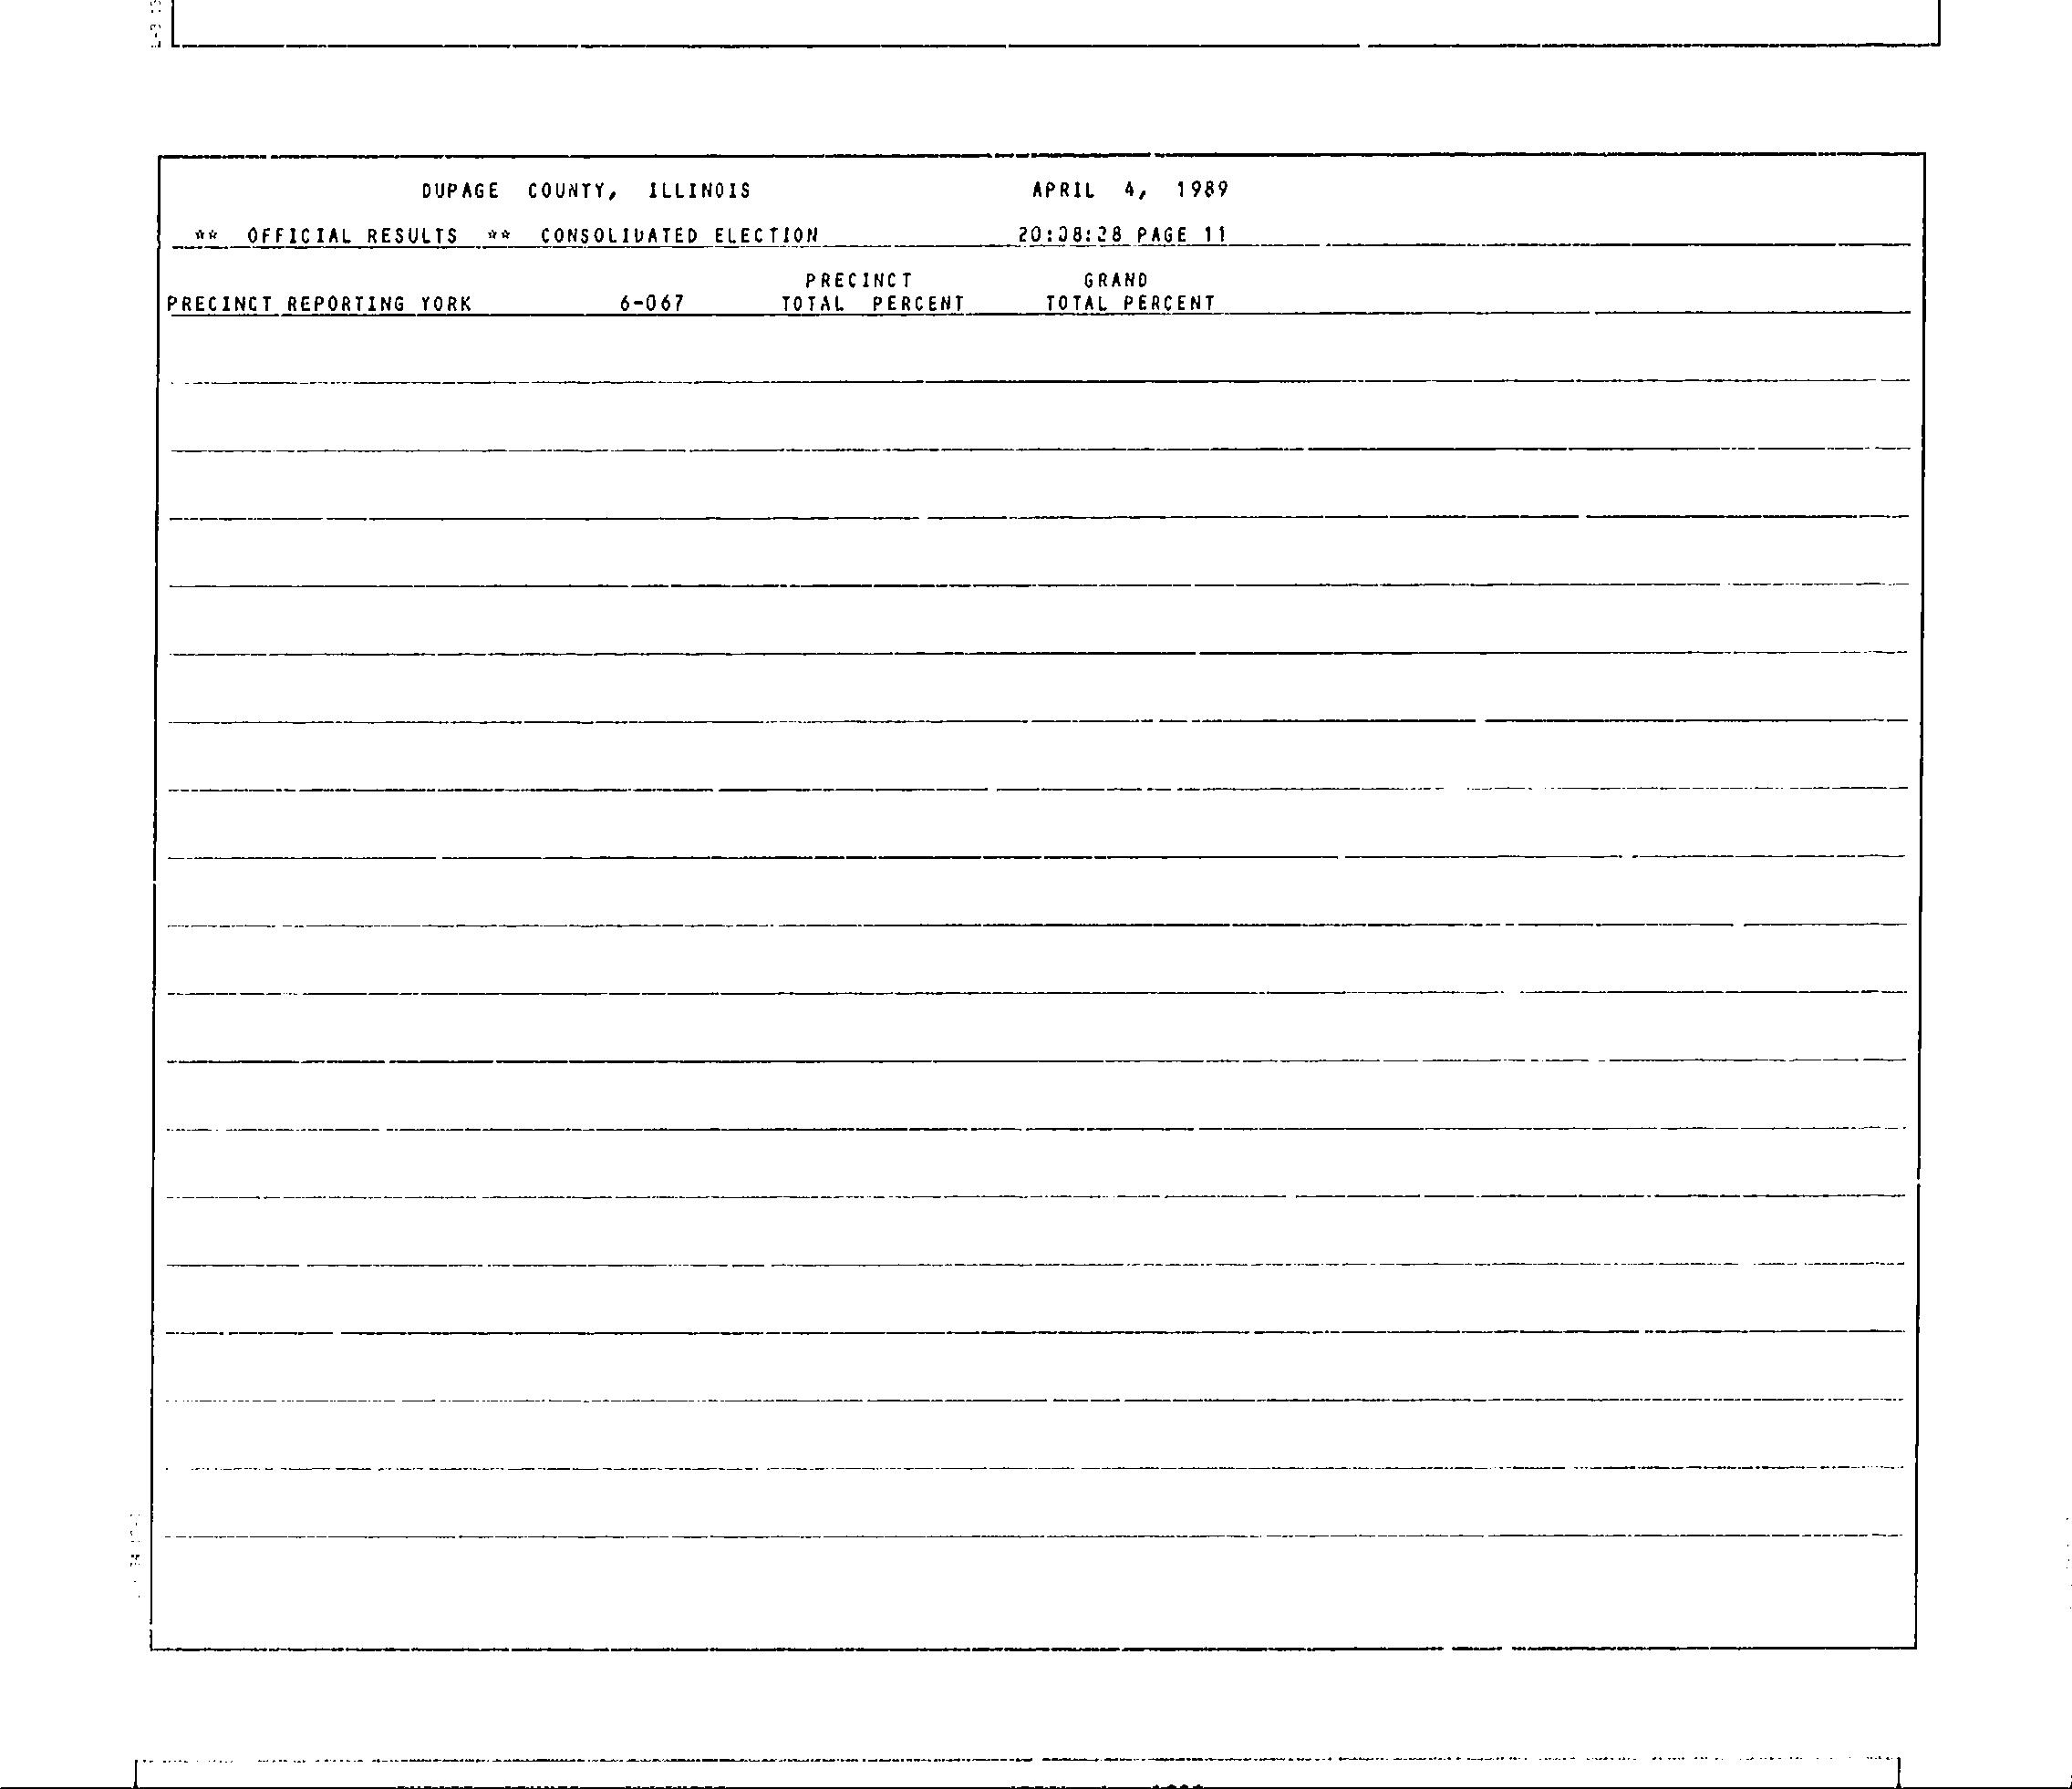 DUPAGE COUNTY, ILLINOIS APRIL 4, 1989
** OFFICIAL RESULTS ** CONSOLIDATED ELECTION 20:08:28 PAGE 11
PRECINCT GRAND
PRECINCT REPORTING YORK 6-067 TOTAL PERCENT TOTAL PERCENT